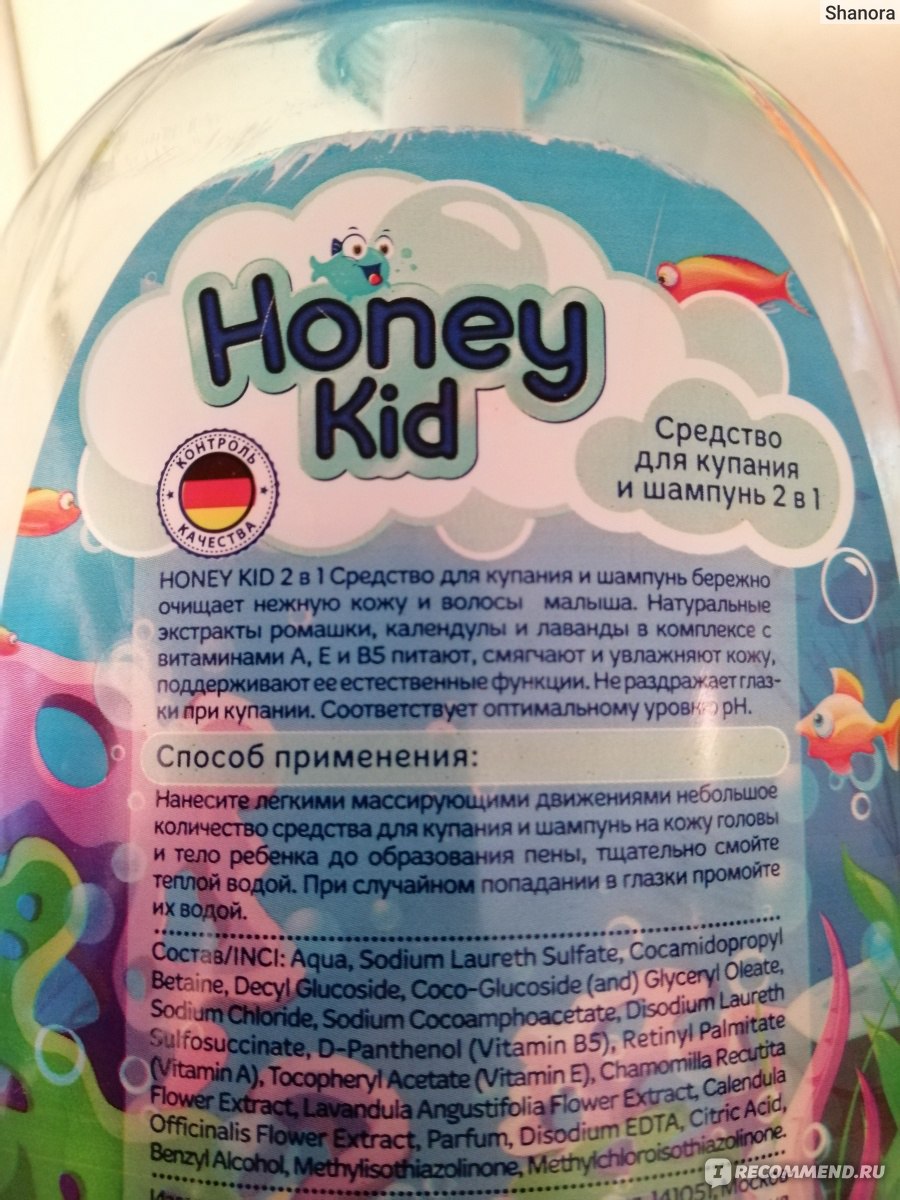 Shanora
Honey
Kid
КОНТРОЛЬ
КАЧЕСТВА
Средство
для купания
и шампунь 2 в 1
HONEY KID 2 в 1 Средство для купания и шампунь бережно
очищает нежную кожу и волосы малыша. Натуральные
экстракты ромашки, календулы и лаванды в комплексе с
витаминами А, Е и В5 питают, смягчают и увлажняют кожу,
поддерживают ее естественные функции. Не раздражает глаз-
ки при купании. Соответствует оптимальному уровню pH.
Способ применения:
Нанесите легкими массирующими движениями небольшое
количество средства для купания и шампунь на кожу головы
и тело ребенка до образования пены, тщательно смойте
теплой водой. При случайном попадании в глазки промойте
их водой.
Состав/INCI: Aqua, Sodium Laureth Sulfate, Cocamidopropyl
Betaine, Decyl Glucoside, Coco-Glucoside (and) Glyceryl Oleate,
Sodium Chloride, Sodium Cocoamphoacetate, Disodium Laureth
Sulfosuccinate, D-Panthenol (Vitamin B5), Retinyl Palmitate
(Vitamin A), Tocopheryl Acetate (Vitamin E), Chamomilla Recutita
Flower Extract, Lavandula Angustifolia Flower Extract, Calendula
Officinalis Flower Extract, Parfum, Disodium EDTA, Citric Acid,
Benzyl Alcohol, Methylisothiazolinone, Methylchloroisothiazolinone.
IRECOMMEND.RU